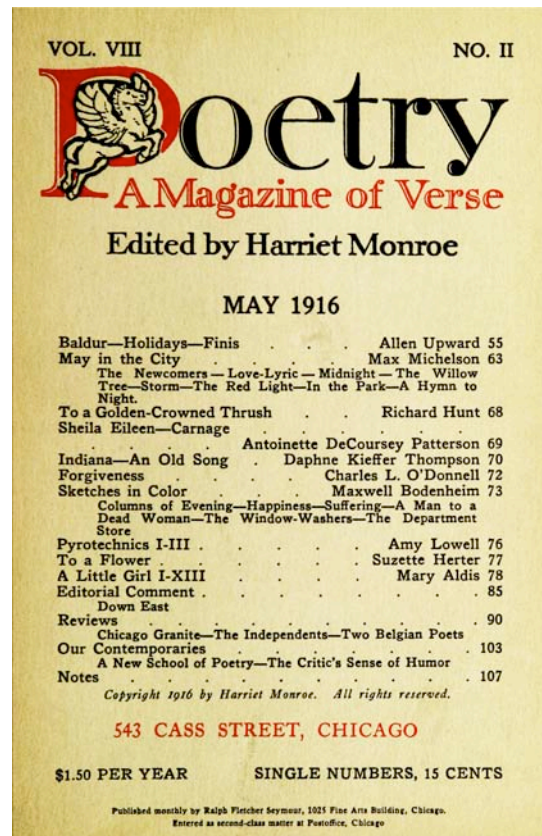 VOL. VIII NO. II
Poetry
A Magazine of Verse
Edited by Harriet Monroe
MAY 1916
Baldur—Holidays—Finis . . . Allen Upward 55
May in the City . . . . Max Michelson 63
The Newcomers — Love-Lyric — Midnight — The Willow
Tree—Storm—The Red Light—In the Park—A Hymn to
Night.
To a Golden-Crowned Thrush . . Richard Hunt 68
Sheila Eileen—Carnage . . . . . .
. . . . Antoinette DeCoursey Patterson 69
Indiana—An Old Song . Daphne Kieffer Thompson 70
Forgiveness . . . . Charles L. O'Donnell 72
Sketches in Color . . . Maxwell Bodenheim 73
Columns of Evening—Happiness—Suffering—A Man to a
Dead Woman—The Window-Washers—The Department
Store
Pyrotechnics I-III . . . . . Amy Lowell 76
To a Flower . . . . . Suzette Herter 77
A Little Girl I-XIII . . . . Mary Aldis 78
Editorial Comment . . . . . . . 85
Down East
Reviews . . . . . . . . . 90
Chicago Granite—The Independents—Two Belgian Poets
Our Contemporaries . . . . . . . 103
A New School of Poetry—The Critic's Sense of Humor
Notes . . . . . . . . . . 107
Copyright 1916 by Harriet Monroe. All rights reserved.
543 CASS STREET, CHICAGO
$1.50 PER YEAR SINGLE NUMBERS, 15 CENTS
Published monthly by Ralph Fletcher Seymour, 1025 Fine Arts Building, Chicago.
Entered as second-class matter at Postoffice, Chicago